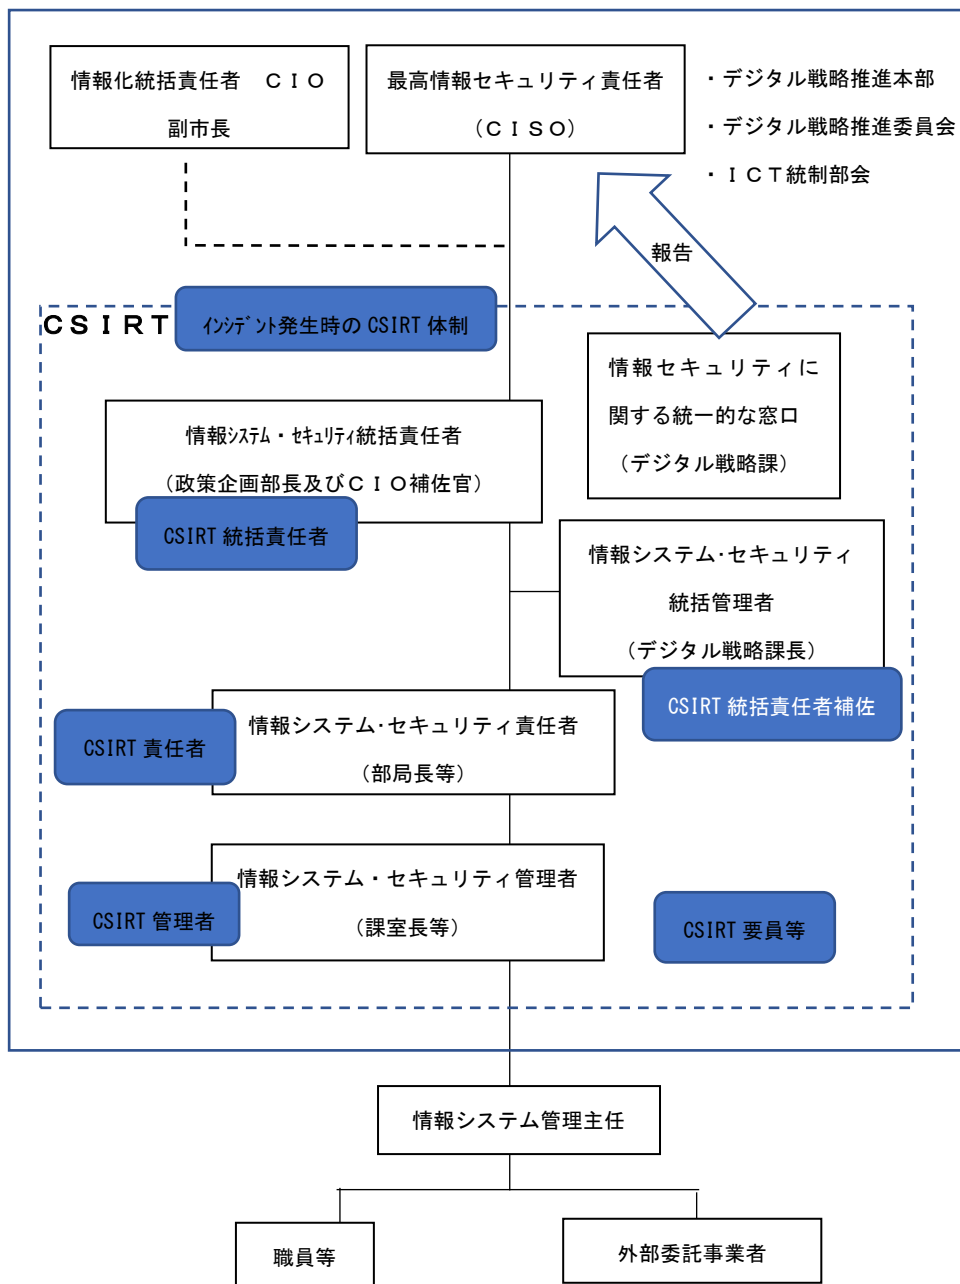 情報化統括責任者　ＣＩＯ
副市長
最高情報セキュリティ責任者
（ＣＩＳＯ）
・デジタル戦略推進本部
・デジタル戦略推進委員会
・ＩＣＴ統制部会
報告
ＣＳＩＲＴ
ｲﾝｼﾃﾞﾝﾄ発生時の CSIRT 体制
情報セキュリティに
関する統一的な窓口
（デジタル戦略課）
情報ｼｽﾃﾑ・ｾｷｭﾘﾃｨ統括責任者
（政策企画部長及びＣＩＯ補佐官）
CSIRT 統括責任者
情報システム･セキュリティ
統括管理者
（デジタル戦略課長）
CSIRT 統括責任者補佐
CSIRT 責任者
情報システム･セキュリティ責任者
（部局長等）
情報システム・セキュリティ管理者
（課室長等）
CSIRT 管理者
CSIRT 要員等
情報システム管理主任
職員等
外部委託事業者